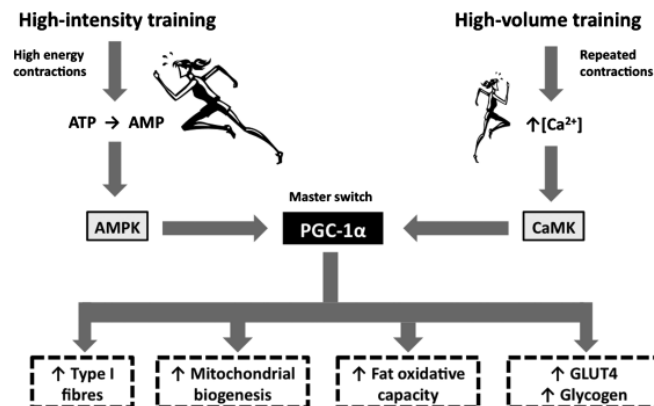 High-intensity training
High-volume training
High energy
contractions
Repeated
contractions
ATP → AMP
↑[Ca²⁺]
Master switch
AMPK
PGC-1α
CaMK
↑ Type I
fibres
↑ Mitochondrial
biogenesis
↑ Fat oxidative
capacity
↑ GLUT4
↑ Glycogen